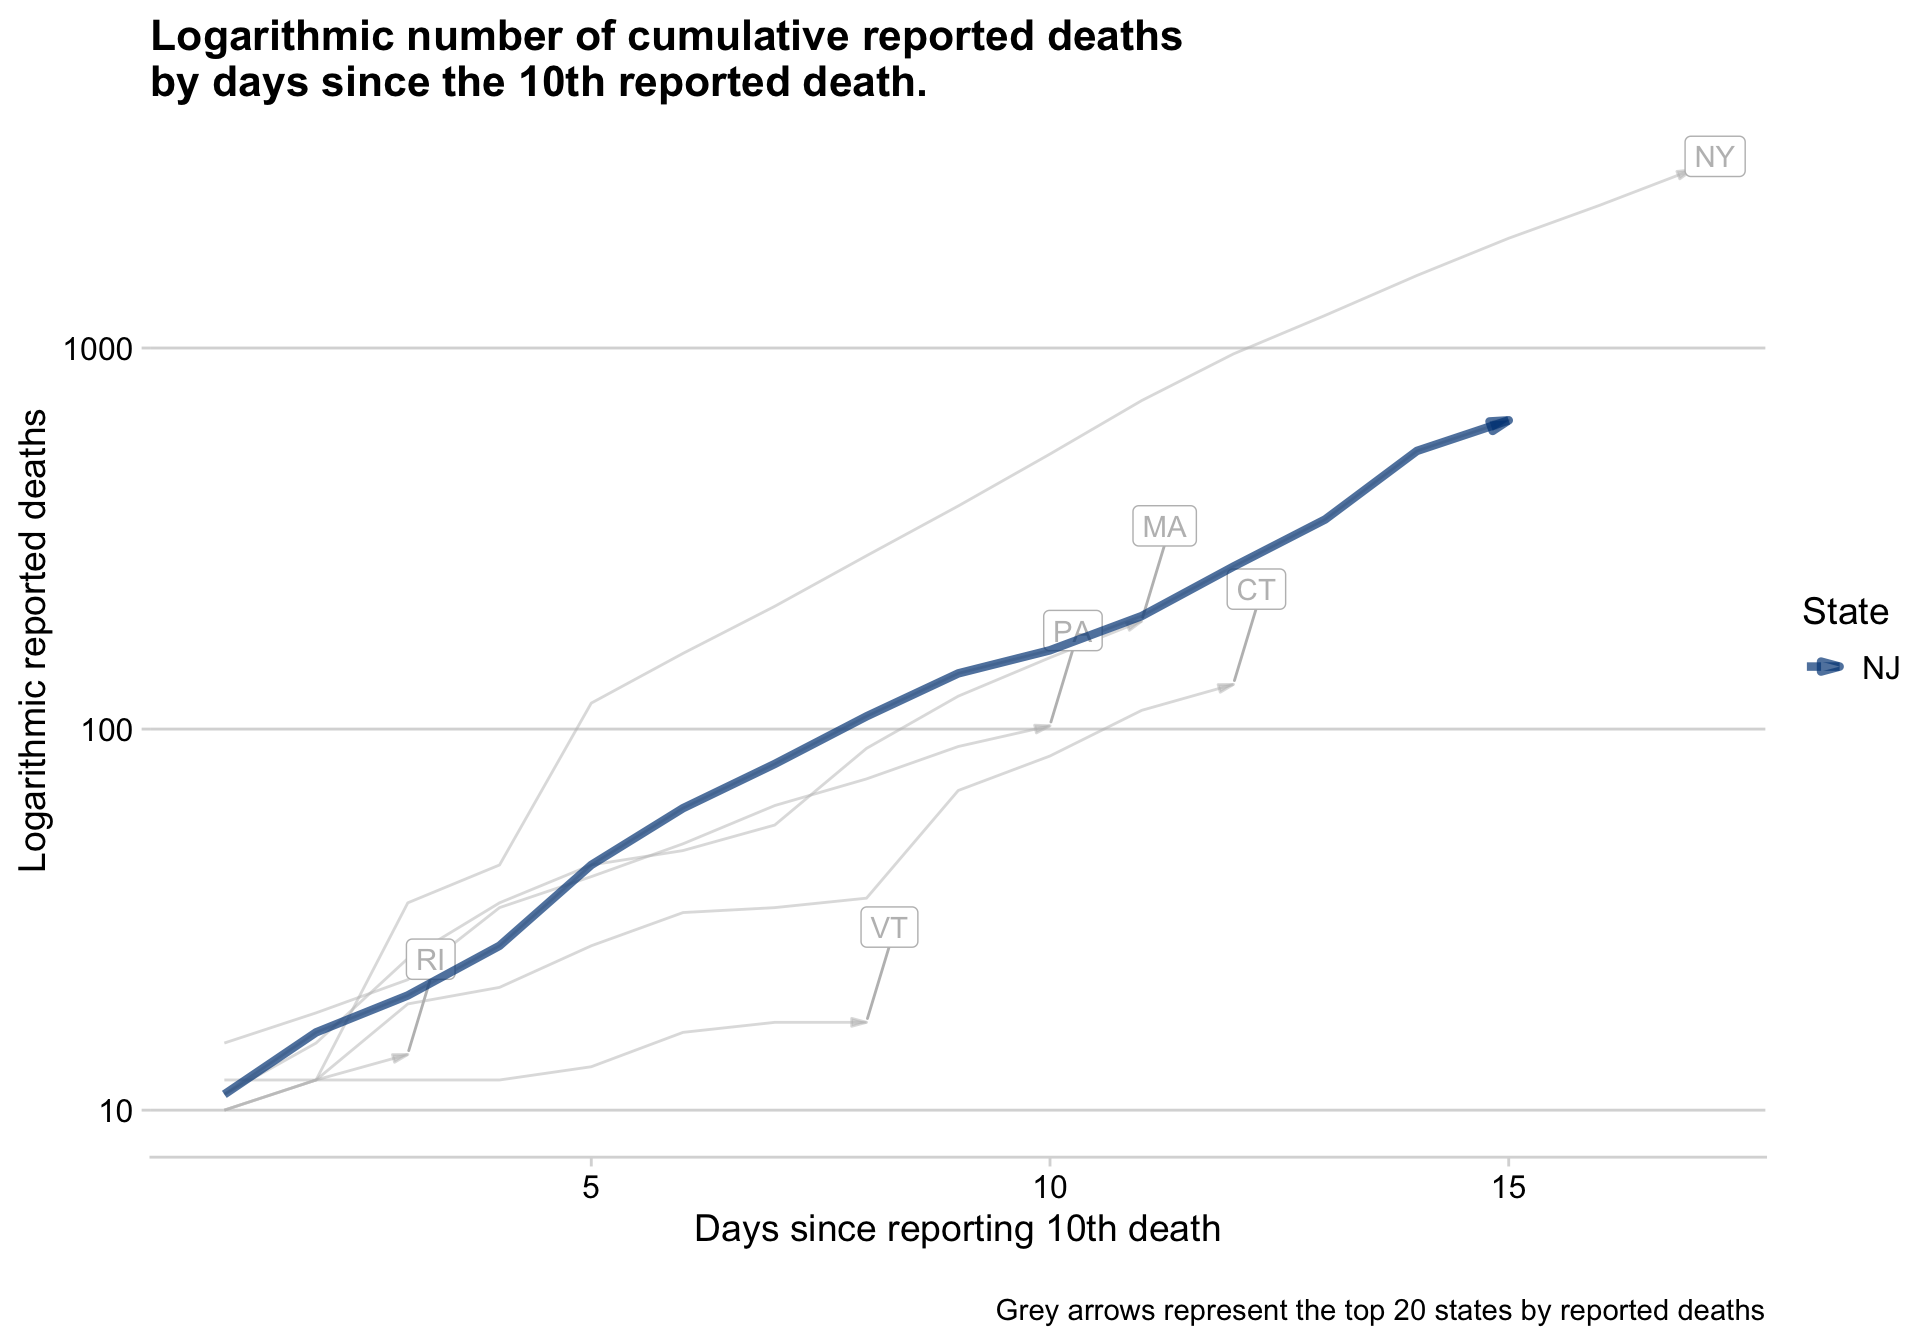 Logarithmic number of cumulative reported deaths
by days since the 10th reported death.
NY
1000
MA
CT
PA
100
VT
RI
10
Logarithmic reported deaths
State
NJ
5
10
15
Days since reporting 10th death
Grey arrows represent the top 20 states by reported deaths